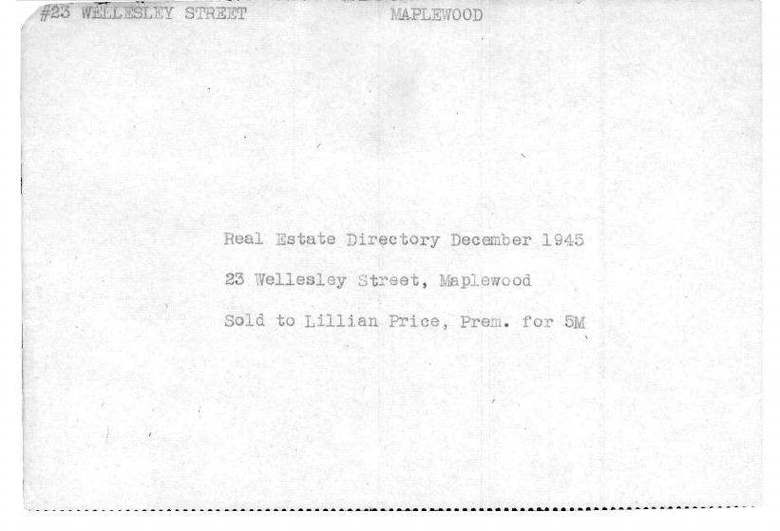 #23 WELLESLEY STREET MAPLEWOOD
Real Estate Directory December 1945
23 Wellesley Street, Maplewood
Sold to Lillian Price, Prem. for 5M